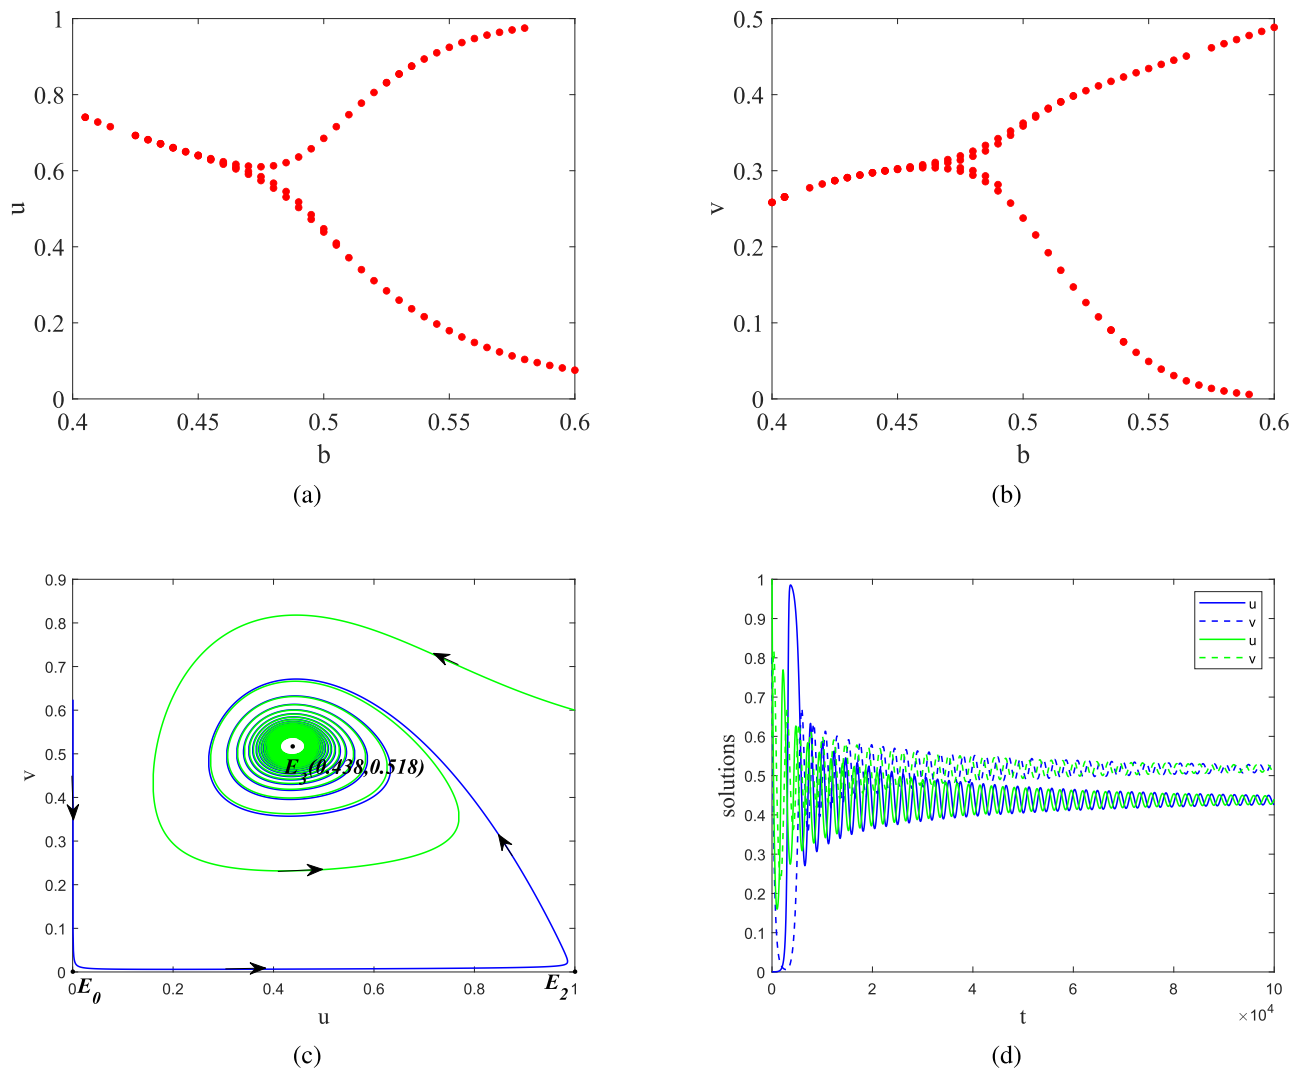 1
0.8
0.6
0.4
0.2
0
u
0.4 0.45 0.5 0.55 0.6
b
(a)
0.5
0.4
0.3
0.2
0.1
0
v
0.4 0.45 0.5 0.55 0.6
b
(b)
0.9
0.8
0.7
0.6
0.5
0.4
0.3
0.2
0.1
0
v
E3(0.438,0.518)
0 0.2 0.4 0.6 0.8 1
E0
E2
u
(c)
1
0.9
0.8
0.7
0.6
0.5
0.4
0.3
0.2
0.1
0
solutions
u
v
u
v
0 2 4 6 8 10
×10^4
t
(d)